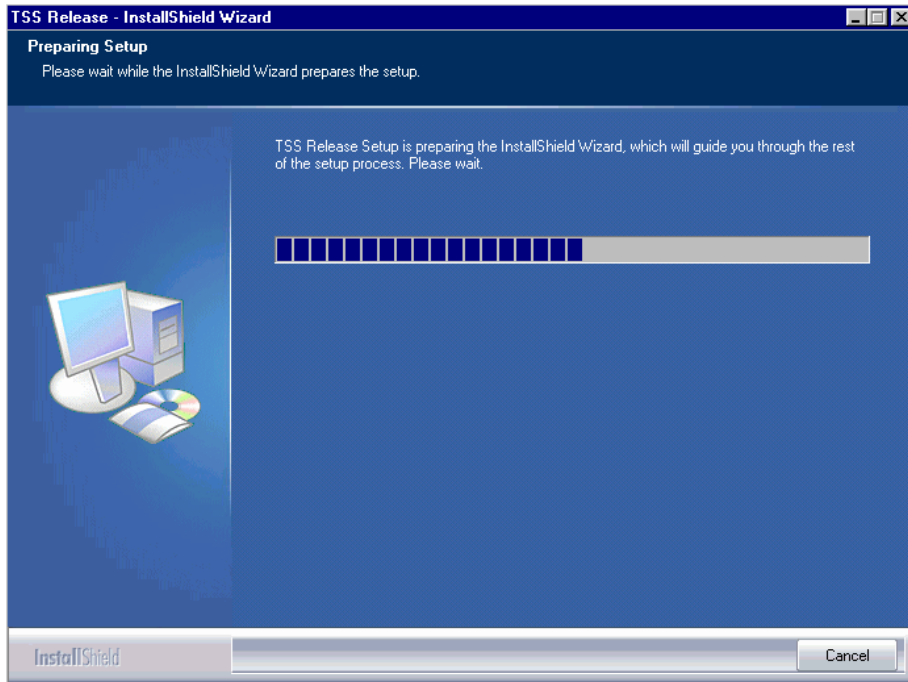 TSS Release - InstallShield Wizard
Preparing Setup
Please wait while the InstallShield Wizard prepares the setup.
TSS Release Setup is preparing the InstallShield Wizard, which will guide you through the rest
of the setup process. Please wait.
InstallShield
Cancel